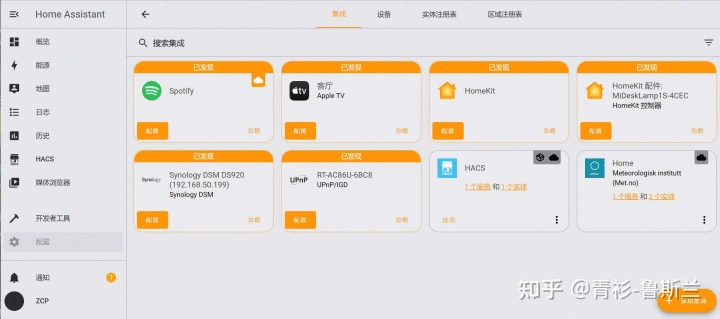 Home Assistant
集成
设备
实体注册表
区域注册表
概览
能源
地图
日志
历史
HACS
媒体浏览器
开发者工具
配置
通知
1
ZCP
搜索集成
已发现
Spotify
配置
忽略
已发现
客厅
Apple TV
配置
忽略
已发现
HomeKit
配置
忽略
已发现
HomeKit 配件:
MiDeskLamp1S-4CEC
HomeKit 控制器
配置
忽略
已发现
Synology
Synology DSM DS920
(192.168.50.199)
Synology DSM
配置
忽略
已发现
UPnP
RT-AC86U-6BC8
UPnP/IGD
配置
忽略
HACS
HACS
1 个服务 和 1 个实体
Home
Meteorologisk institutt
(Met.no)
1 个服务 和 2 个实体
添加集成
知乎 @青衫-鲁斯兰